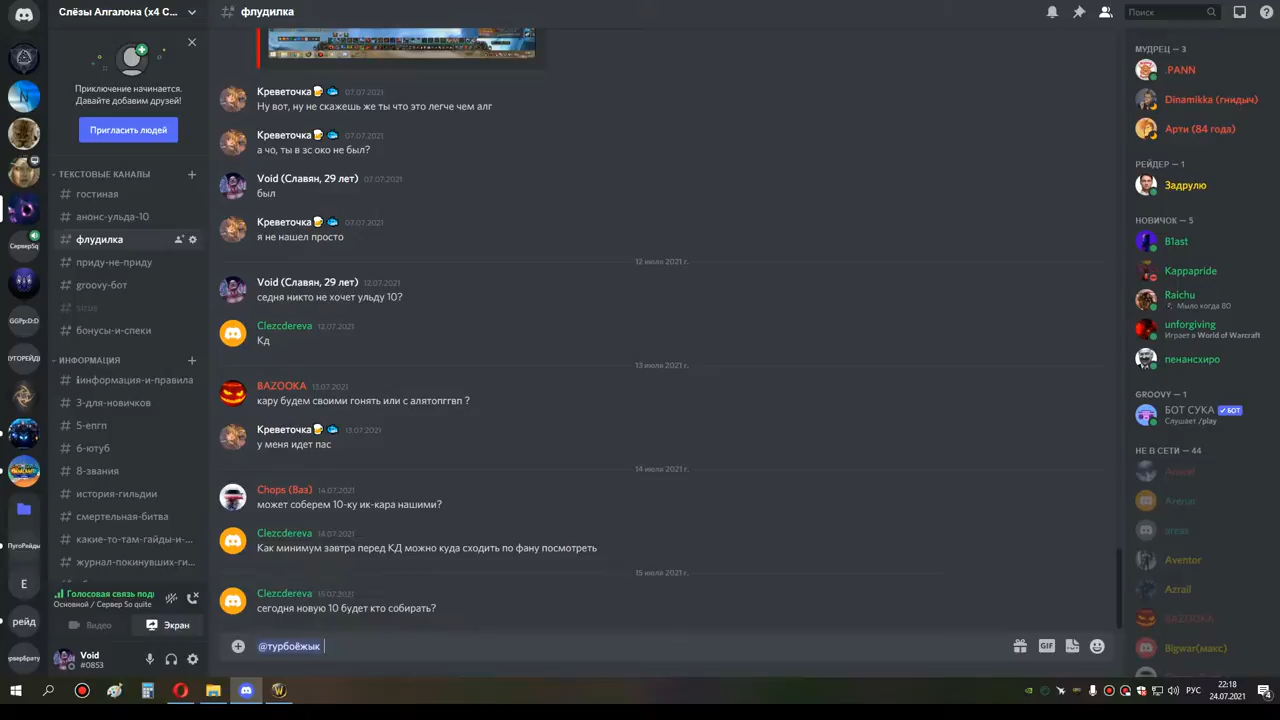 Слёзы Алгалона (x4 С...
флудилка
Поиск
Приключение начинается.
Давайте добавим друзей!
Пригласить людей
ТЕКСТОВЫЕ КАНАЛЫ
гостиная
анонс-ульда-10
флудилка
приду-не-приду
groovy-бот
бонусы-и-спеки
ИНФОРМАЦИЯ
информация-и-правила
3-для-новичков
5-епгп
6-ютуб
8-звания
история-гильдии
смертельная-битва
какие-то-там-гайды-и-...
журнал-покинувших-ги...
Голосовая связь подк
Основной / Сервер So quite
Видео
Экран
Void
#0853
СерверSq
GGPp:D:D
ПУГОРЕЙДЫ
ПугоРейды
E
рейд
серверБрату
Креветочка 07.07.2021
Ну вот, ну не скажешь же ты что это легче чем алг
Креветочка 07.07.2021
а чо, ты в зс око не был?
Void (Славян, 29 лет) 07.07.2021
был
Креветочка 07.07.2021
я не нашел просто
12 июля 2021 г.
Void (Славян, 29 лет) 12.07.2021
седня никто не хочет ульду 10?
Clezcdereva 12.07.2021
Кд
13 июля 2021 г.
BAZOOKA 13.07.2021
кару будем своими гонять или с алятопггвп ?
Креветочка 13.07.2021
у меня идет пас
14 июля 2021 г.
Chops (Ваз) 14.07.2021
может соберем 10-ку ик-кара нашими?
Clezcdereva 14.07.2021
Как минимум завтра перед КД можно куда сходить по фану посмотреть
15 июля 2021 г.
Clezcdereva 15.07.2021
сегодня новую 10 будет кто собирать?
@турбоёжык
GIF
МУДРЕЦ — 3
.PANN
Dinamikka (гнидыч)
Арти (84 года)
РЕЙДЕР — 1
Задрулю
НОВИЧОК — 5
B1ast
Kappapride
Raichu
Мыло когда 80
unforgiving
Играет в World of Warcraft
пенансхиро
GROOVY — 1
БОТ СУКА БОТ
Слушает /play
НЕ В СЕТИ — 44
Arenar
aress
Aventor
Azrail
BAZOOKA
Bigwar(макс)
РУС
22:18
24.07.2021
4